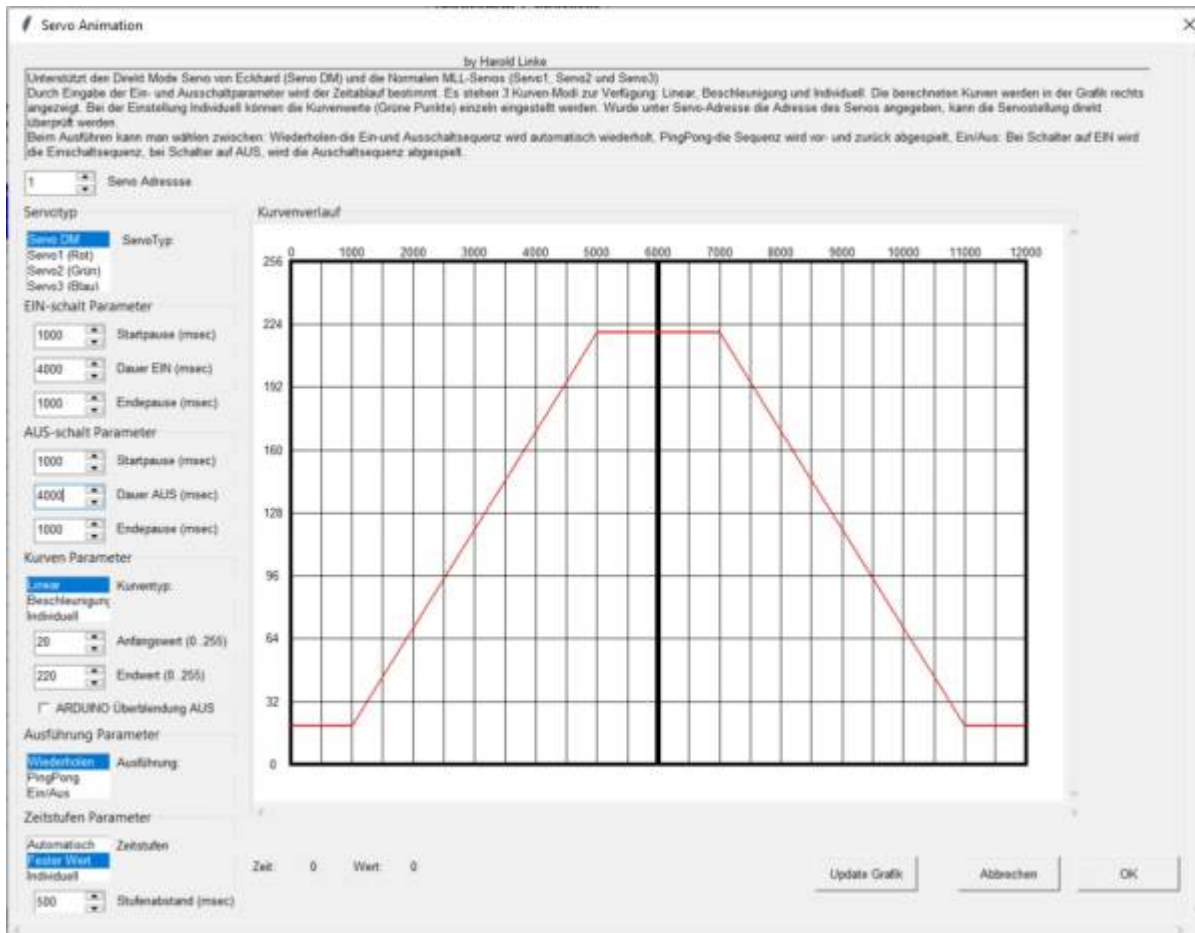 Servo Animation
by Harold Linke
Unterstützt den Direkt Mode Servo von Eckhard (Servo DM) und die Normalen MLL-Servos (Servo1, Servo2 und Servo3)
Durch Eingabe der Ein- und Ausschaltparameter wird der Zeitablauf bestimmt. Es stehen 3 Kurven-Modi zur Verfügung: Linear, Beschleunigung und Individuell. Die berechneten Kurven werden in der Grafik rechts
angezeigt. Bei der Einstellung Individuell können die Kurvenwerte (Grüne Punkte) einzeln eingestellt werden. Wurde unter Servo-Adresse die Adresse des Servos angegeben, kann die Servostellung direkt
überprüft werden.
Beim Ausführen kann man wählen zwischen: Wiederholen-die Ein-und Ausschaltsequenz wird automatisch wiederholt, PingPong-die Sequenz wird vor- und zurück abgespielt, Ein/Aus: Bei Schalter auf EIN wird
die Einschaltsequenz, bei Schalter auf AUS, wird die Auschaltsequenz abgespielt.
1 Servo Adressse
Servotyp
Servo DM ServoTyp:
Servo1 (Rot)
Servo2 (Grün)
Servo3 (Blau)
EIN-schalt Parameter
1000 Startpause (msec)
4000 Dauer EIN (msec)
1000 Endepause (msec)
AUS-schalt Parameter
1000 Startpause (msec)
4000 Dauer AUS (msec)
1000 Endepause (msec)
Kurven Parameter
Linear Kurventyp:
Beschleunigung
Individuell
20 Anfangswert (0..255)
220 Endwert (0..255)
ARDUINO Überblendung AUS
Ausführung Parameter
Wiederholen Ausführung:
PingPong
Ein/Aus
Zeitstufen Parameter
Automatisch Zeitstufen
Fester Wert
Individuell
500 Stufenabstand (msec)
Kurvenverlauf
0 1000 2000 3000 4000 5000 6000 7000 8000 9000 10000 11000 12000
256
224
192
160
128
96
64
32
0
Zeit: 0 Wert: 0
Update Grafik Abbrechen OK